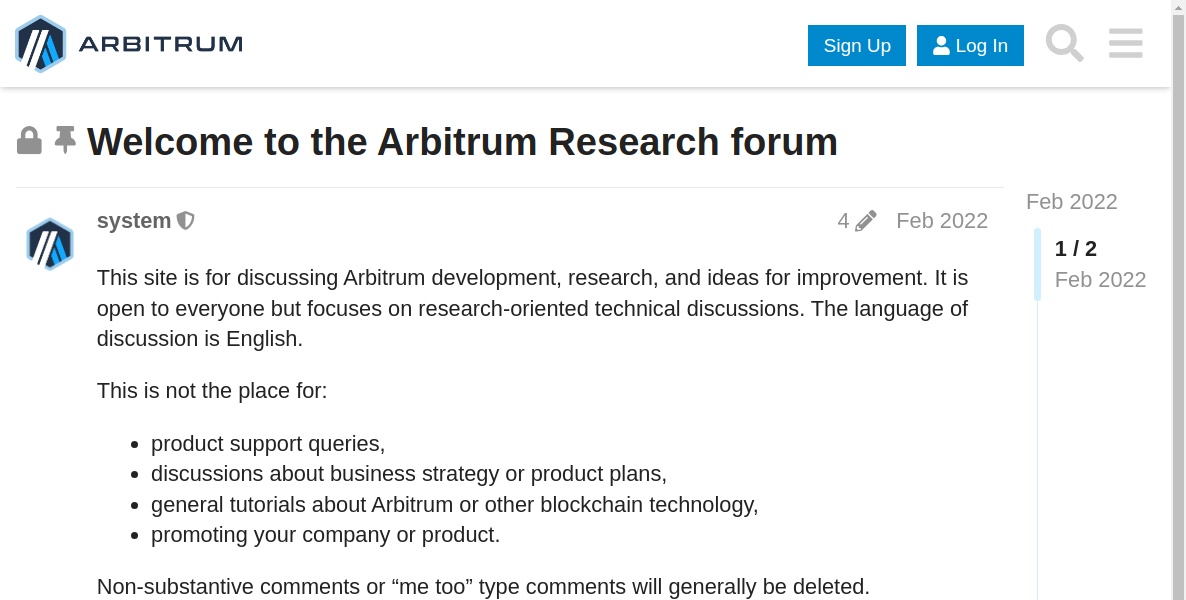 ARBITRUM
Sign Up
Log In
Welcome to the Arbitrum Research forum
system
4
Feb 2022
Feb 2022
1 / 2
Feb 2022
This site is for discussing Arbitrum development, research, and ideas for improvement. It is
open to everyone but focuses on research-oriented technical discussions. The language of
discussion is English.
This is not the place for:
product support queries,
discussions about business strategy or product plans,
general tutorials about Arbitrum or other blockchain technology,
promoting your company or product.
Non-substantive comments or “me too” type comments will generally be deleted.